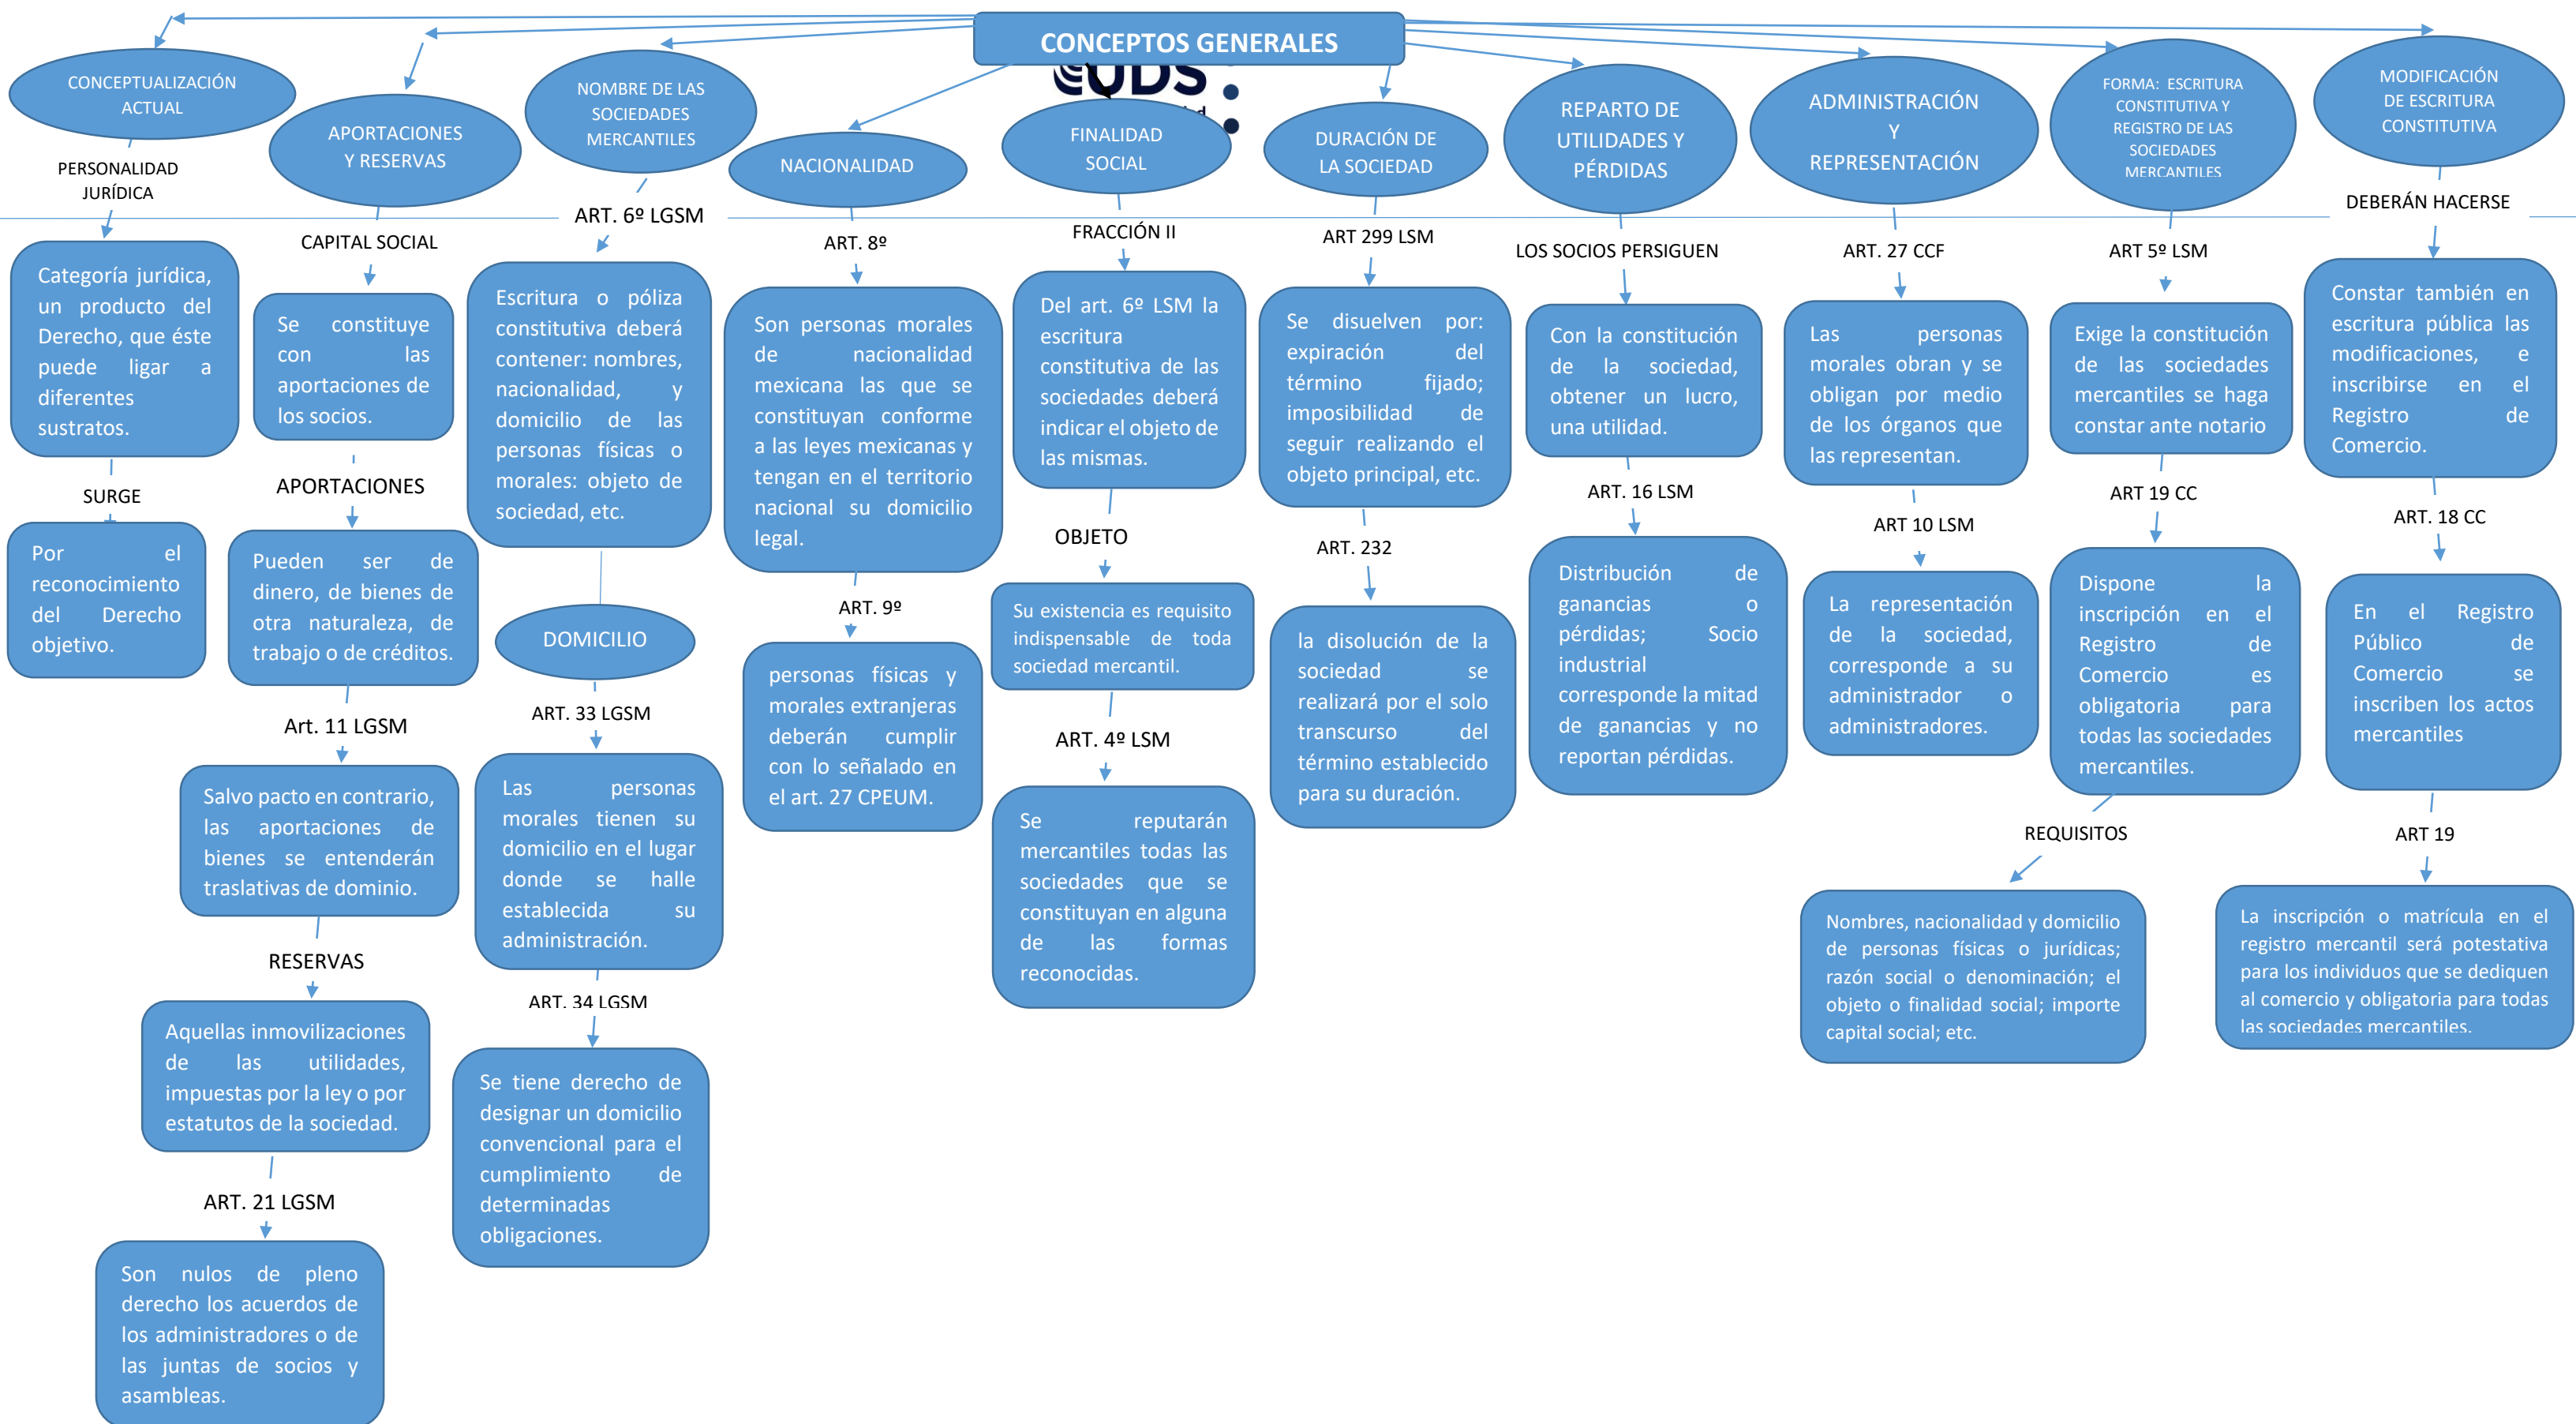 CONCEPTOS GENERALES
UDS
CONCEPTUALIZACIÓN
ACTUAL
PERSONALIDAD
JURÍDICA
Categoría jurídica,
un producto del
Derecho, que éste
puede ligar a
diferentes
sustratos.
SURGE
Por el
reconocimiento
del Derecho
objetivo.
APORTACIONES
Y RESERVAS
CAPITAL SOCIAL
Se constituye
con las
aportaciones de
los socios.
APORTACIONES
Pueden ser de
dinero, de bienes de
otra naturaleza, de
trabajo o de créditos.
Art. 11 LGSM
Salvo pacto en contrario,
las aportaciones de
bienes se entenderán
traslativas de dominio.
RESERVAS
Aquellas inmovilizaciones
de las utilidades,
impuestas por la ley o por
estatutos de la sociedad.
ART. 21 LGSM
Son nulos de pleno
derecho los acuerdos de
los administradores o de
las juntas de socios y
asambleas.
NOMBRE DE LAS
SOCIEDADES
MERCANTILES
ART. 6º LGSM
Escritura o póliza
constitutiva deberá
contener: nombres,
nacionalidad, y
domicilio de las
personas físicas o
morales: objeto de
sociedad, etc.
DOMICILIO
ART. 33 LGSM
Las personas
morales tienen su
domicilio en el lugar
donde se halle
establecida su
administración.
ART. 34 LGSM
Se tiene derecho de
designar un domicilio
convencional para el
cumplimiento de
determinadas
obligaciones.
NACIONALIDAD
ART. 8º
Son personas morales
de nacionalidad
mexicana las que se
constituyan conforme
a las leyes mexicanas y
tengan en el territorio
nacional su domicilio
legal.
ART. 9º
personas físicas y
morales extranjeras
deberán cumplir
con lo señalado en
el art. 27 CPEUM.
FINALIDAD
SOCIAL
FRACCIÓN II
Del art. 6º LSM la
escritura
constitutiva de las
sociedades deberá
indicar el objeto de
las mismas.
OBJETO
Su existencia es requisito
indispensable de toda
sociedad mercantil.
ART. 4º LSM
Se reputarán
mercantiles todas las
sociedades que se
constituyan en alguna
de las formas
reconocidas.
DURACIÓN DE
LA SOCIEDAD
ART 299 LSM
Se disuelven por:
expiración del
término fijado;
imposibilidad de
seguir realizando el
objeto principal, etc.
ART. 232
la disolución de la
sociedad se
realizará por el solo
transcurso del
término establecido
para su duración.
REPARTO DE
UTILIDADES Y
PÉRDIDAS
LOS SOCIOS PERSIGUEN
Con la constitución
de la sociedad,
obtener un lucro,
una utilidad.
ART. 16 LSM
Distribución de
ganancias o
pérdidas; Socio
industrial
corresponde la mitad
de ganancias y no
reportan pérdidas.
ADMINISTRACIÓN
Y
REPRESENTACIÓN
ART. 27 CCF
Las personas
morales obran y se
obligan por medio
de los órganos que
las representan.
ART 10 LSM
La representación
de la sociedad,
corresponde a su
administrador o
administradores.
FORMA: ESCRITURA
CONSTITUTIVA Y
REGISTRO DE LAS
SOCIEDADES
MERCANTILES
ART 5º LSM
Exige la constitución
de las sociedades
mercantiles se haga
constar ante notario
ART 19 CC
Dispone la
inscripción en el
Registro de
Comercio es
obligatoria para
todas las sociedades
mercantiles.
REQUISITOS
Nombres, nacionalidad y domicilio
de personas físicas o jurídicas;
razón social o denominación; el
objeto o finalidad social; importe
capital social; etc.
MODIFICACIÓN
DE ESCRITURA
CONSTITUTIVA
DEBERÁN HACERSE
Constar también en
escritura pública las
modificaciones, e
inscribirse en el
Registro de
Comercio.
ART. 18 CC
En el Registro
Público de
Comercio se
inscriben los actos
mercantiles
ART 19
La inscripción o matrícula en el
registro mercantil será potestativa
para los individuos que se dediquen
al comercio y obligatoria para todas
las sociedades mercantiles.